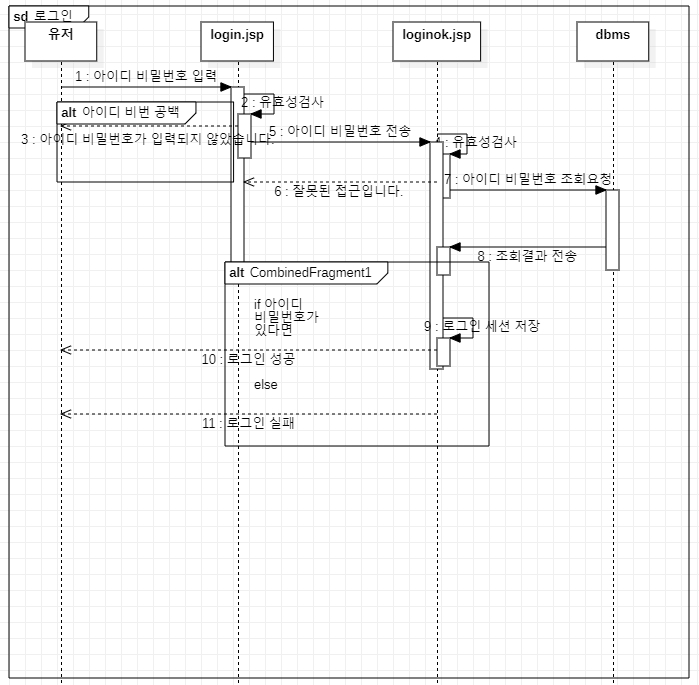 sd 로그인
유저
login.jsp
loginok.jsp
dbms
1 : 아이디 비밀번호 입력
2 : 유효성검사
alt 아이디 비번 공백
3 : 아이디 비밀번호가 입력되지 않았습니다.
5 : 아이디 비밀번호 전송
: 유효성검사
6 : 잘못된 접근입니다.
7 : 아이디 비밀번호 조회요청
8 : 조회결과 전송
alt CombinedFragment1
if 아이디
비밀번호가
있다면
9 : 로그인 세션 저장
10 : 로그인 성공
else
11 : 로그인 실패